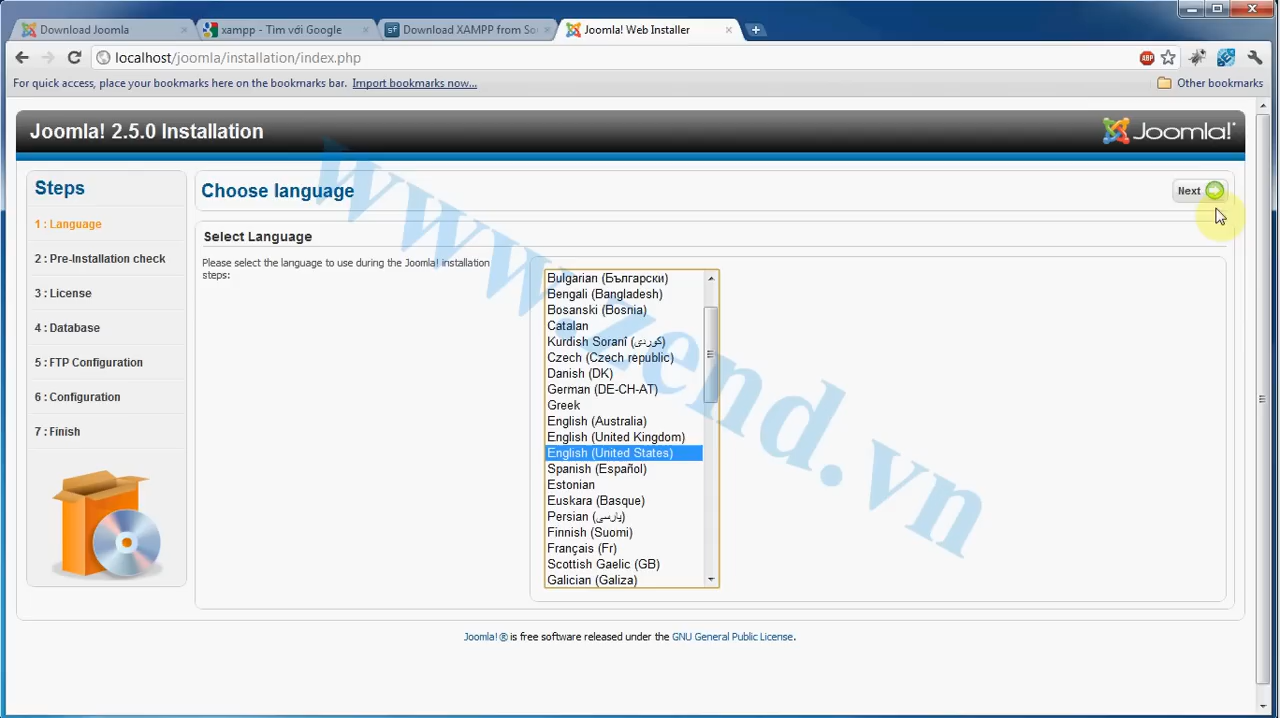 Download Joomla
xampp - Tìm với Google
Download XAMPP from Sou
Joomla! Web Installer
localhost/joomla/installation/index.php
ABP
For quick access, place your bookmarks here on the bookmarks bar. Import bookmarks now...
Other bookmarks
Joomla! 2.5.0 Installation
Joomla!
Steps
1 : Language
2 : Pre-Installation check
3 : License
4 : Database
5 : FTP Configuration
6 : Configuration
7 : Finish
Choose language
Next
Select Language
Please select the language to use during the Joomla! installation
steps:
Bulgarian (Български)
Bengali (Bangladesh)
Bosanski (Bosnia)
Catalan
Kurdish Soranî (کوردی)
Czech (Czech republic)
Danish (DK)
German (DE-CH-AT)
Greek
English (Australia)
English (United Kingdom)
English (United States)
Spanish (Español)
Estonian
Euskara (Basque)
Persian (پارسی)
Finnish (Suomi)
Français (Fr)
Scottish Gaelic (GB)
Galician (Galiza)
www.zend.vn
Joomla! ® is free software released under the GNU General Public License.